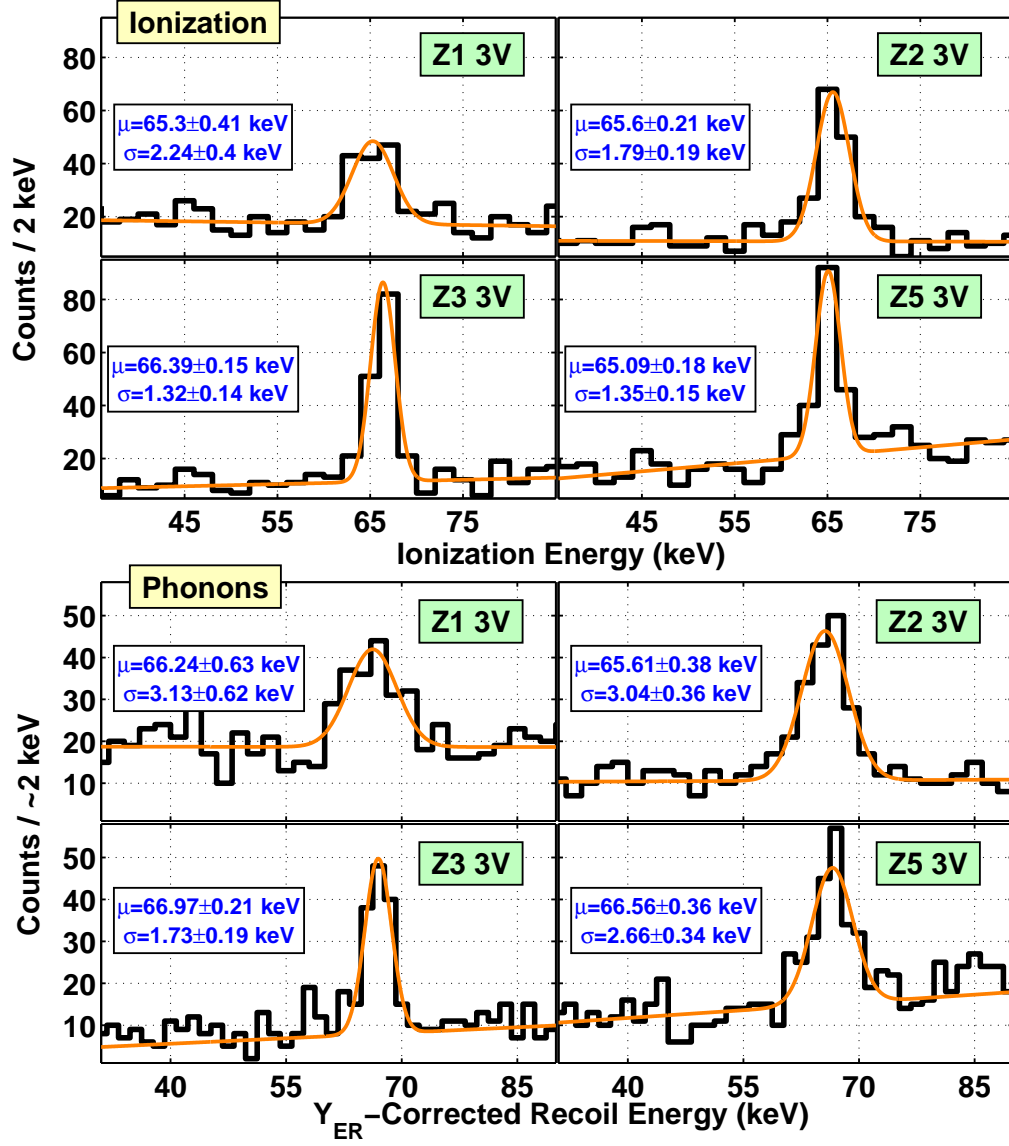 Ionization
Z1 3V
Z2 3V
80
60
40
20
μ=65.3±0.41 keV
σ=2.24±0.4 keV
μ=65.6±0.21 keV
σ=1.79±0.19 keV
Counts / 2 keV
Z3 3V
Z5 3V
80
60
40
20
μ=66.39±0.15 keV
σ=1.32±0.14 keV
μ=65.09±0.18 keV
σ=1.35±0.15 keV
45 65 75 45 65 75
Ionization Energy (keV)
Phonons
Z1 3V
Z2 3V
50
40
30
20
10
μ=66.24±0.63 keV
σ=3.13±0.62 keV
μ=65.61±0.38 keV
σ=3.04±0.36 keV
Counts / ~2 keV
Z3 3V
Z5 3V
50
40
30
20
10
μ=66.97±0.21 keV
σ=1.73±0.19 keV
μ=66.56±0.36 keV
σ=2.66±0.34 keV
40 55 70 85 40 55 70 85
Y_ER−Corrected Recoil Energy (keV)